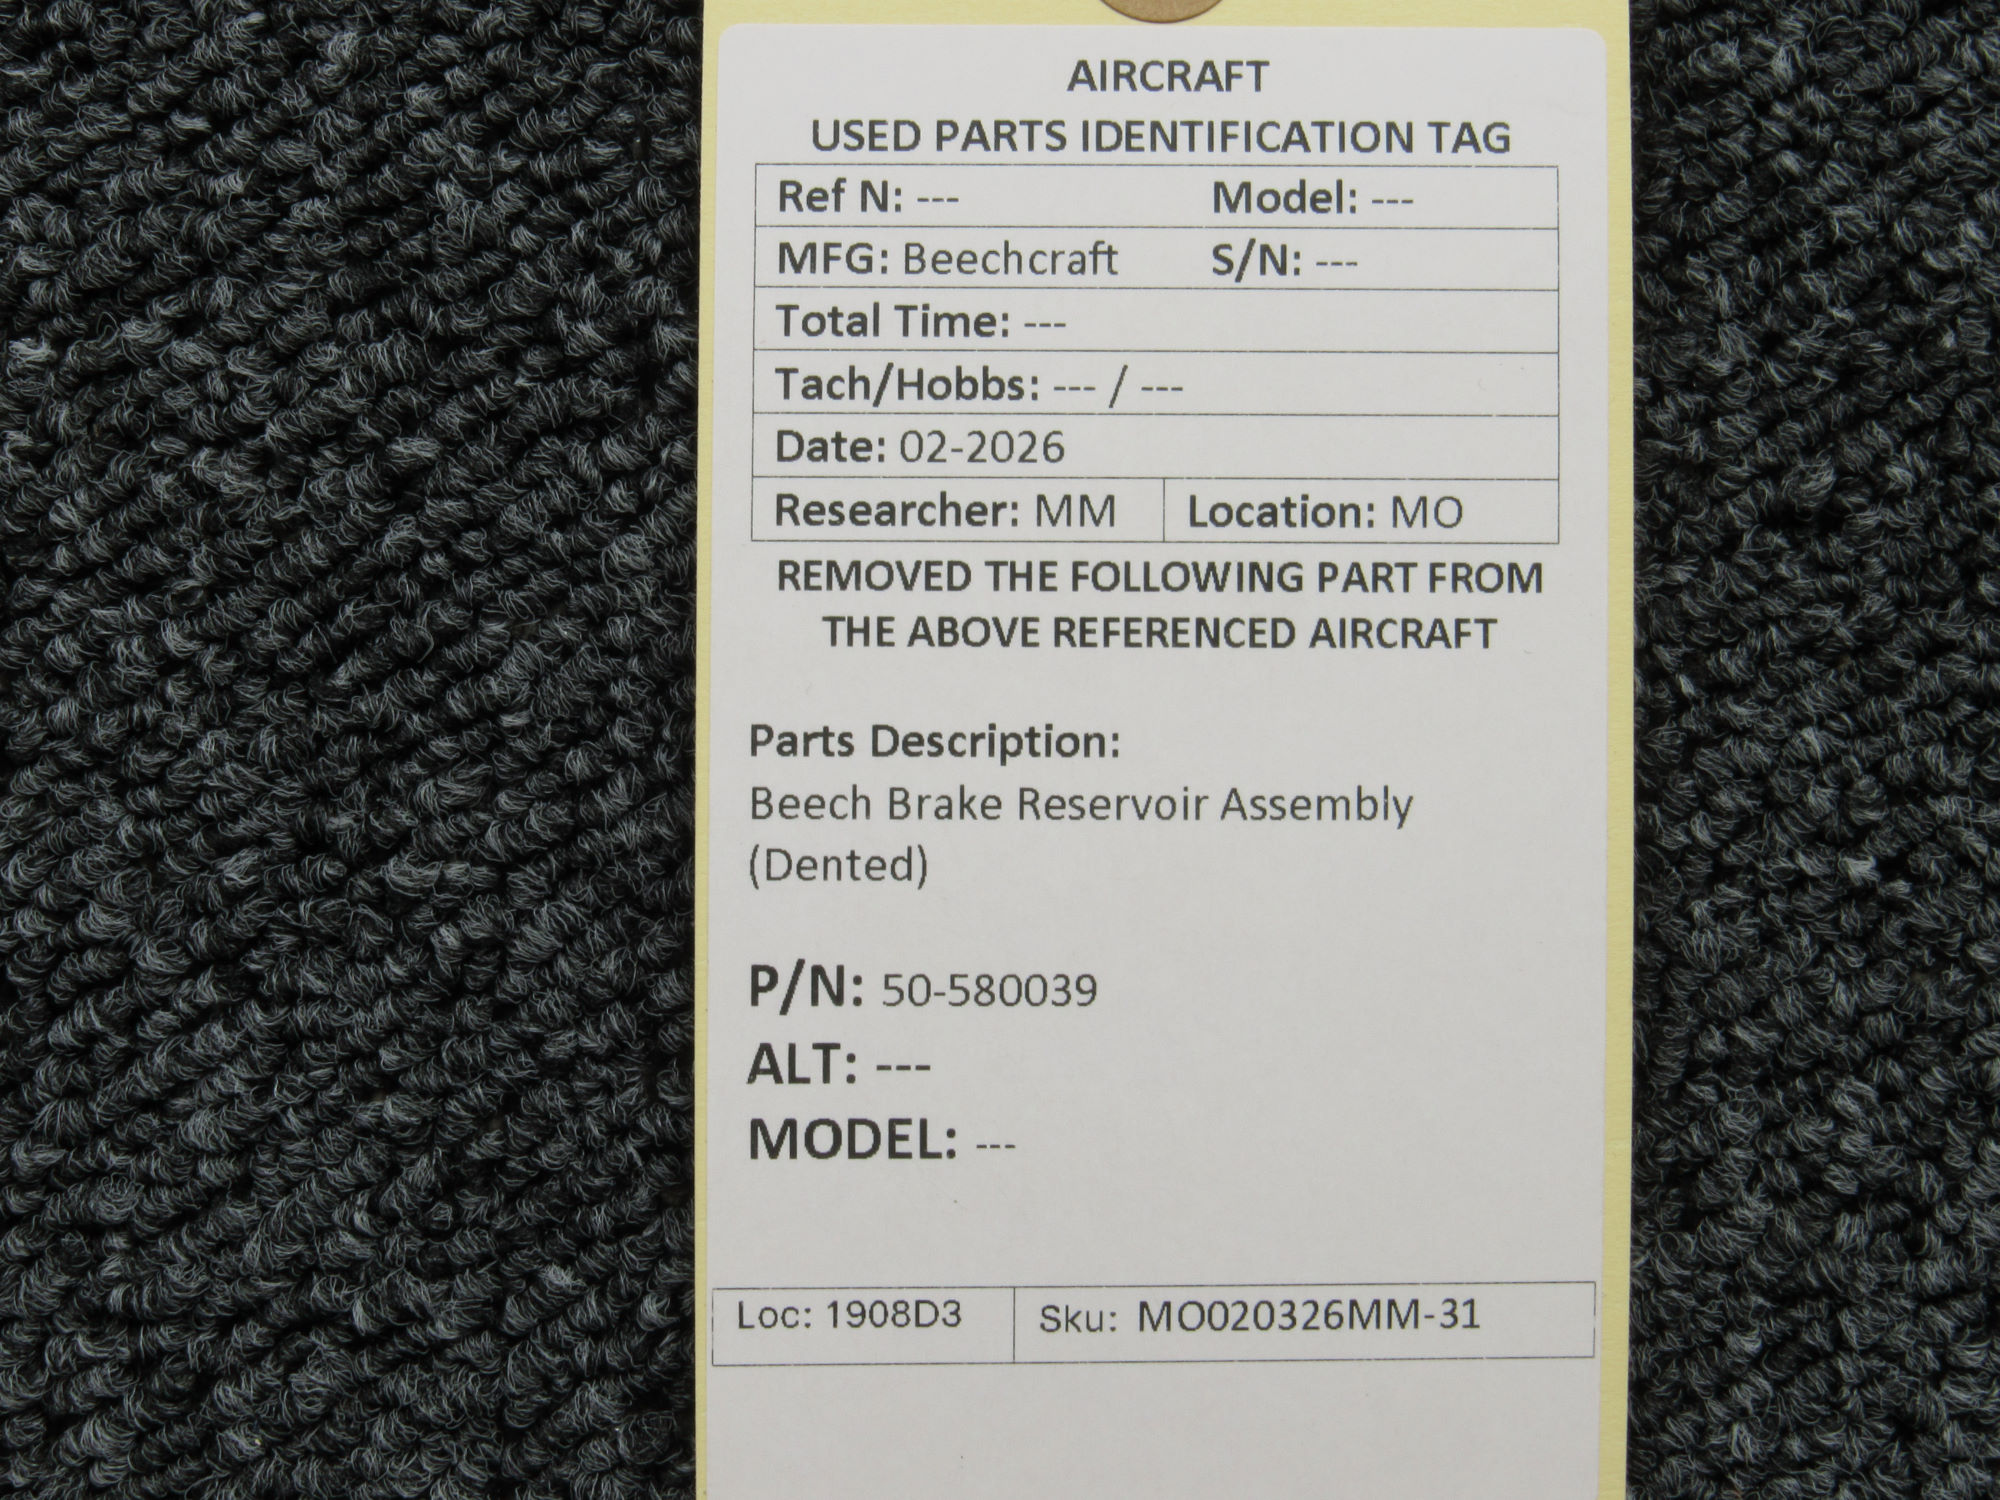 AIRCRAFT
USED PARTS IDENTIFICATION TAG
Ref N: --- Model: ---
MFG: Beechcraft S/N: ---
Total Time: ---
Tach/Hobbs: --- / ---
Date: 02-2026
Researcher: MM Location: MO
REMOVED THE FOLLOWING PART FROM
THE ABOVE REFERENCED AIRCRAFT
Parts Description:
Beech Brake Reservoir Assembly
(Dented)
P/N: 50-580039
ALT: ---
MODEL: ---
Loc: 1908D3 Sku: MO020326MM-31